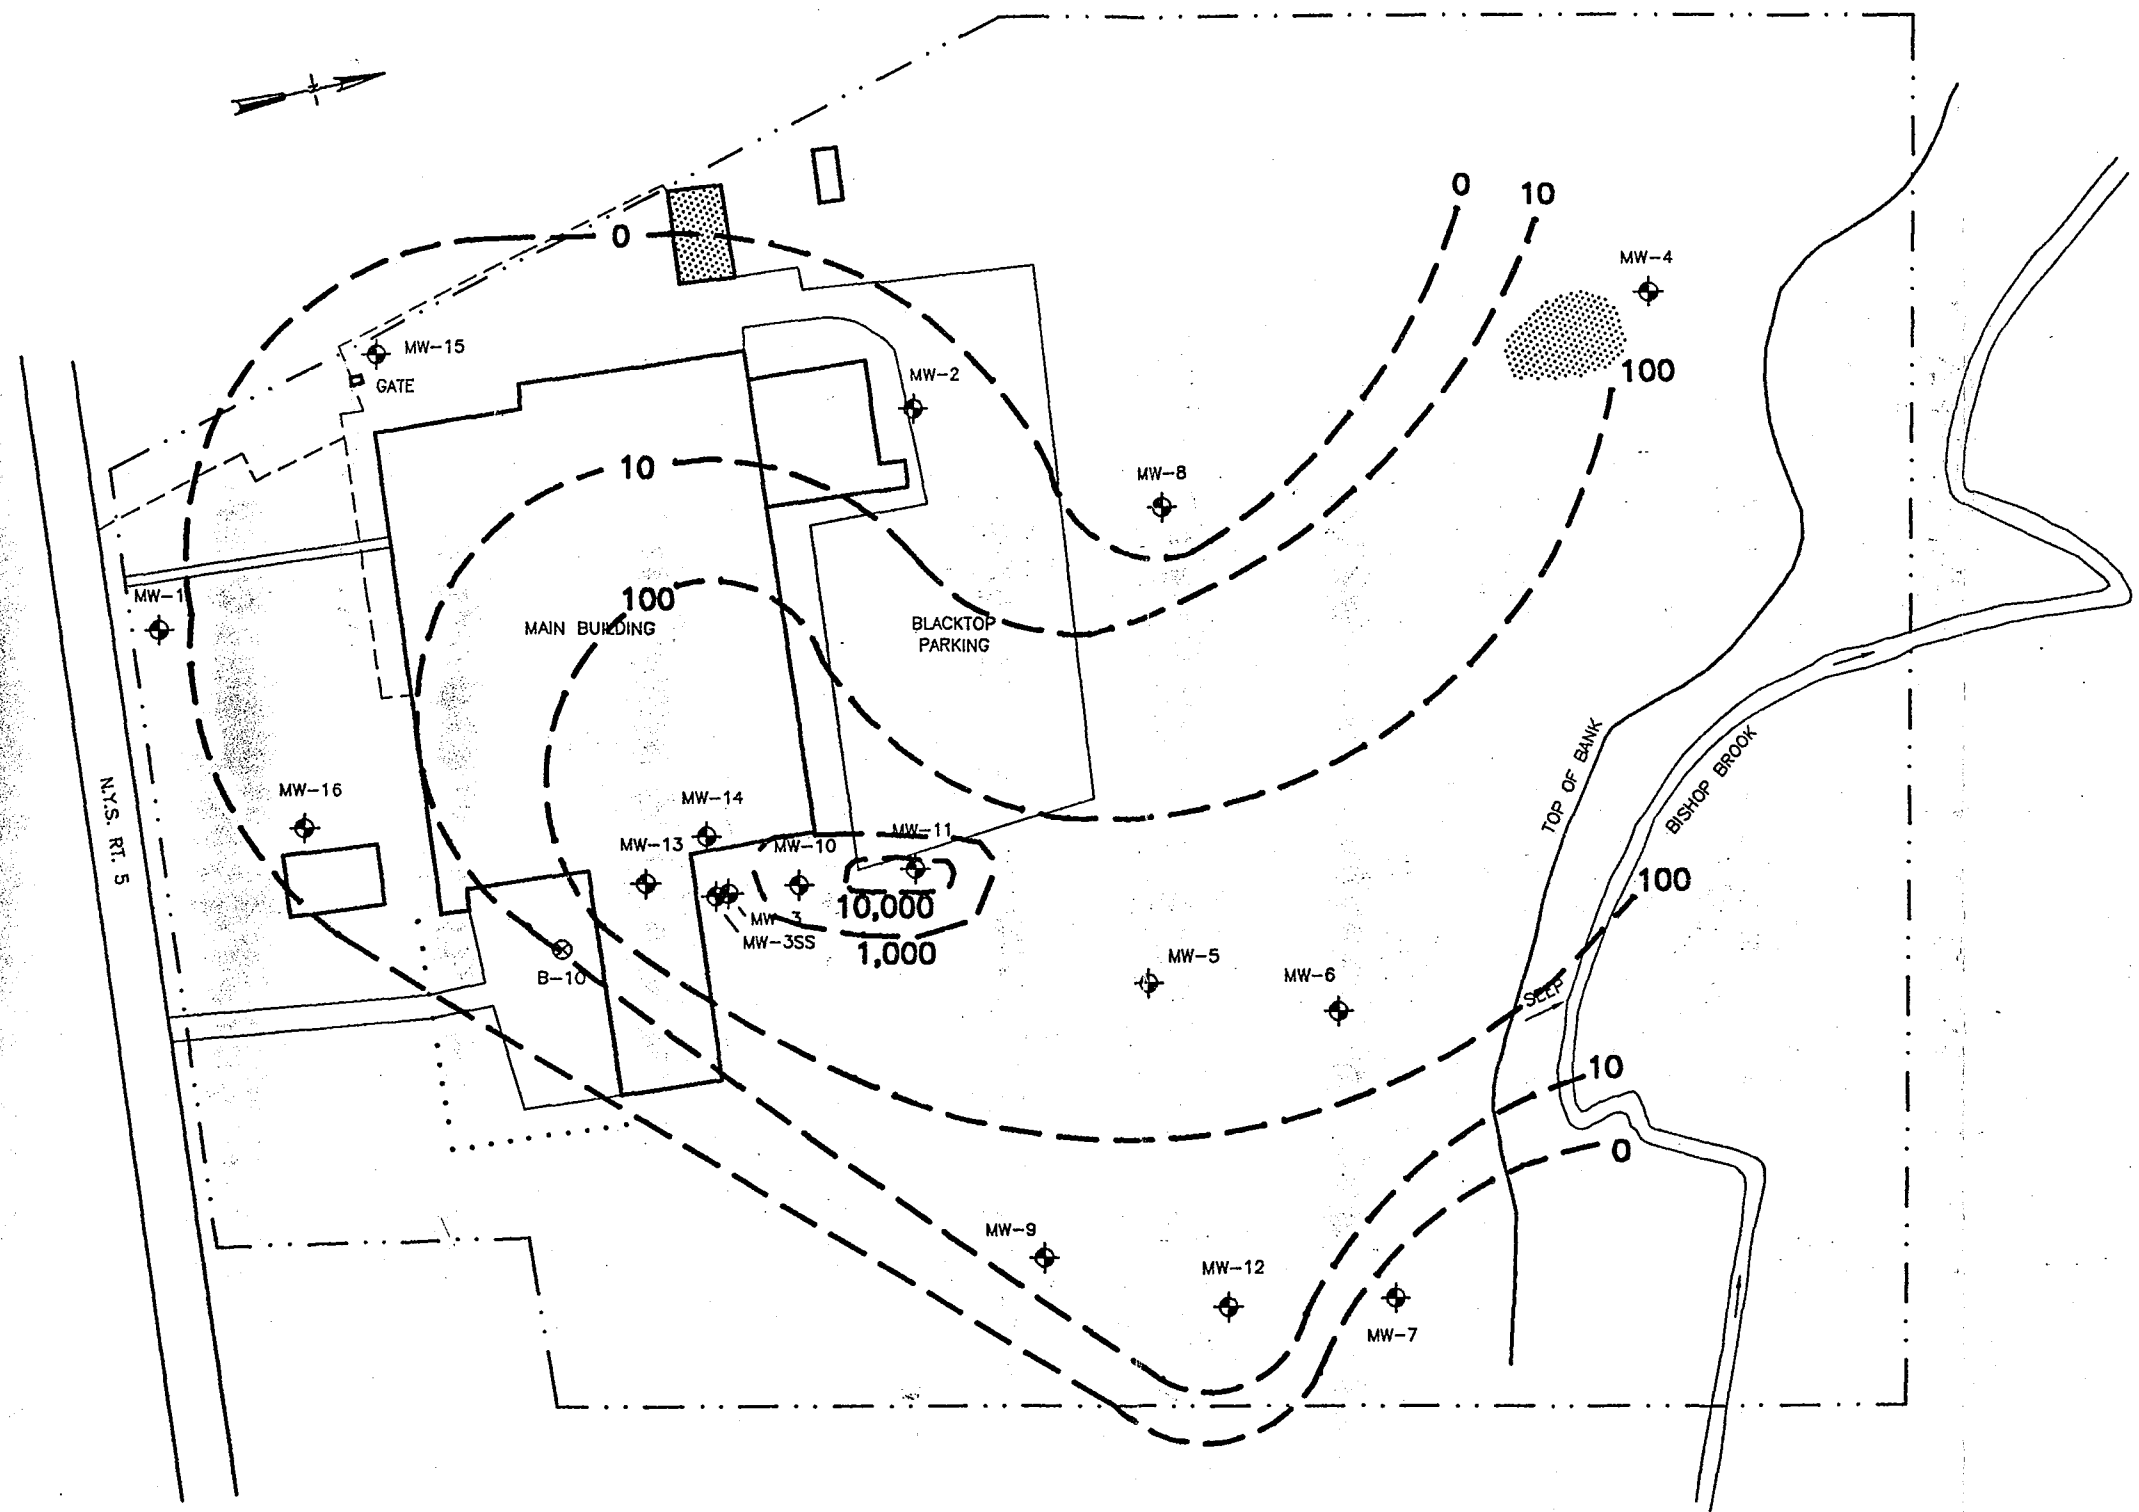 0
10
MW-4
0
MW-15
GATE
MW-2
100
10
MW-8
MW-1
100
MAIN BUILDING
BLACKTOP
PARKING
TOP OF BANK
BISHOP BROOK
N.Y.S. RT. 5
MW-16
MW-14
MW-13
MW-10
MW-11
10,000
MW-3
MW-3SS
1,000
100
B-10
MW-5
MW-6
SEEP
10
0
MW-9
MW-12
MW-7